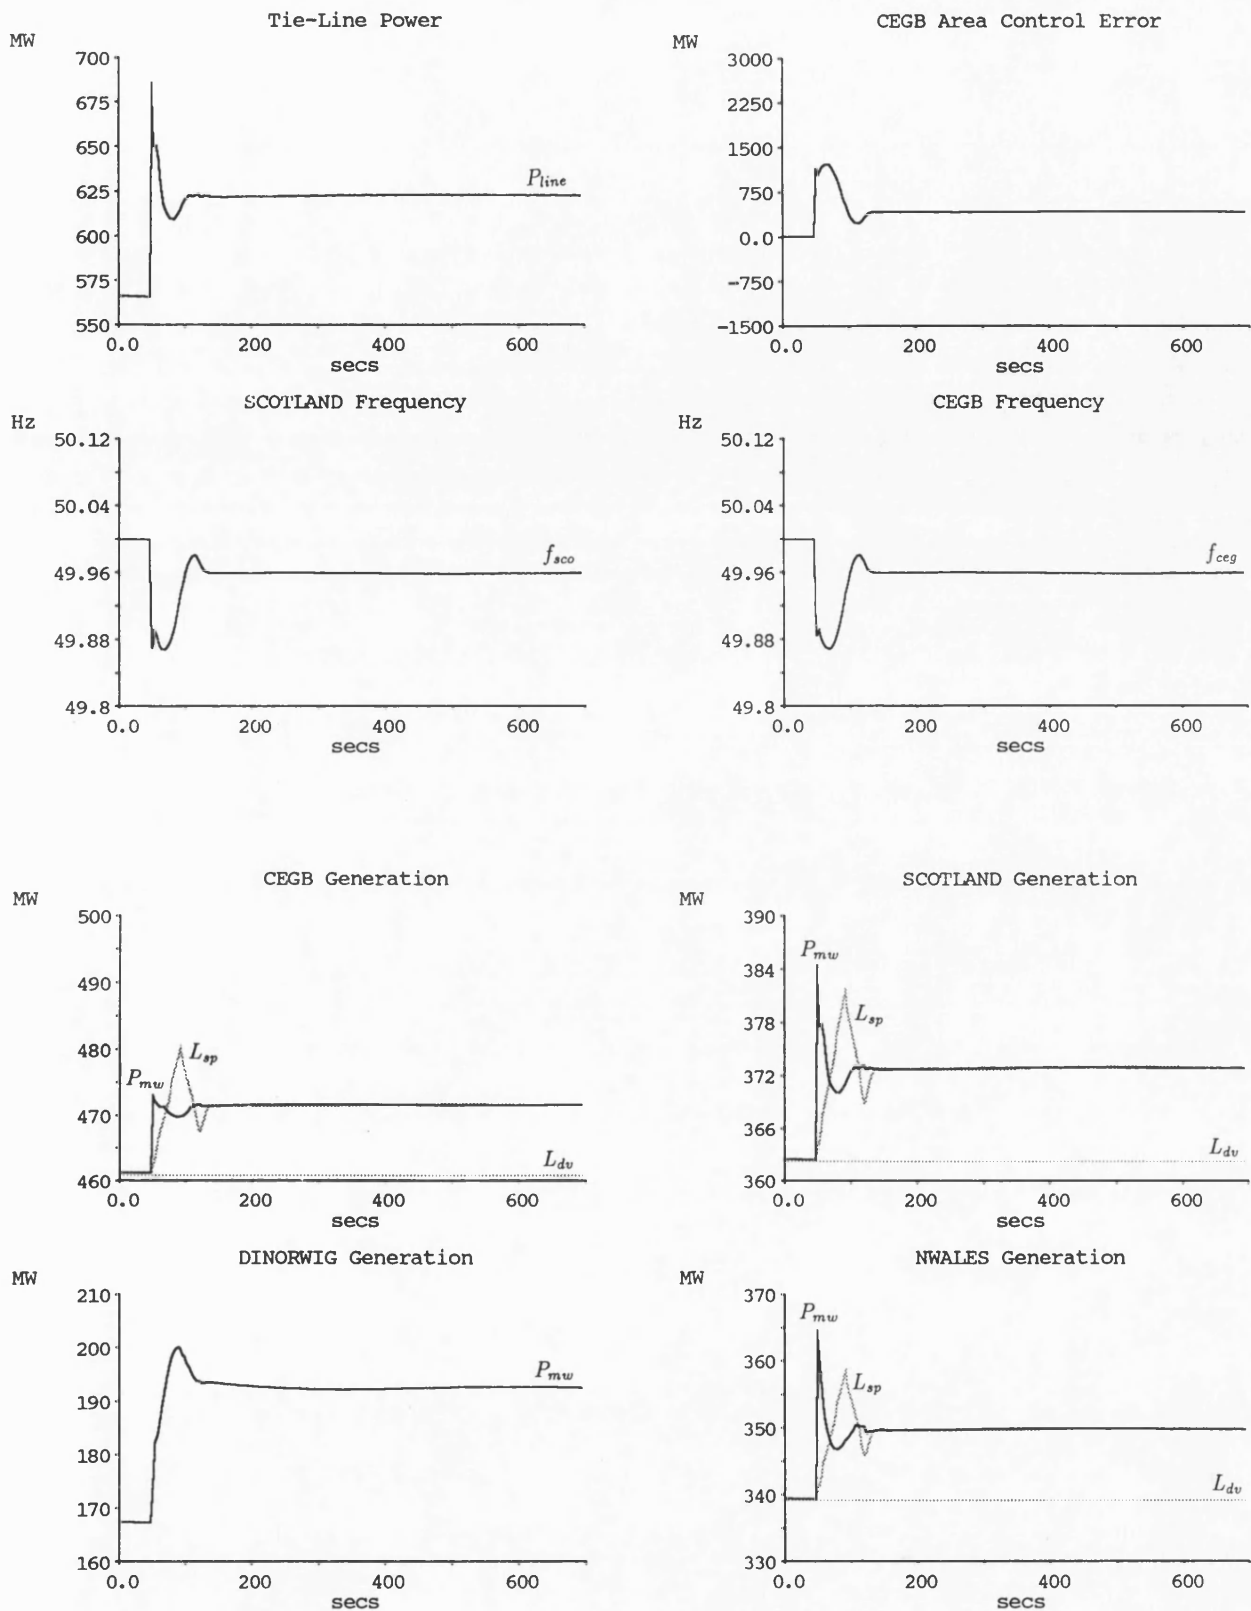 Tie-Line Power
MW
700
675
650
625
600
575
550
P_line
0.0 200 400 600
secs
CEGB Area Control Error
MW
3000
2250
1500
750
0.0
-750
-1500
0.0 200 400 600
secs
SCOTLAND Frequency
Hz
50.12
50.04
49.96
49.88
49.8
f_sco
0.0 200 400 600
secs
CEGB Frequency
Hz
50.12
50.04
49.96
49.88
49.8
f_ceg
0.0 200 400 600
secs
CEGB Generation
MW
500
490
480
470
460
P_mw
L_sp
L_dv
0.0 200 400 600
secs
SCOTLAND Generation
MW
390
384
378
372
366
360
P_mw
L_sp
L_dv
0.0 200 400 600
secs
DINORWIG Generation
MW
210
200
190
180
170
160
P_mw
0.0 200 400 600
secs
NWALES Generation
MW
370
360
350
340
330
P_mw
L_sp
L_dv
0.0 200 400 600
secs